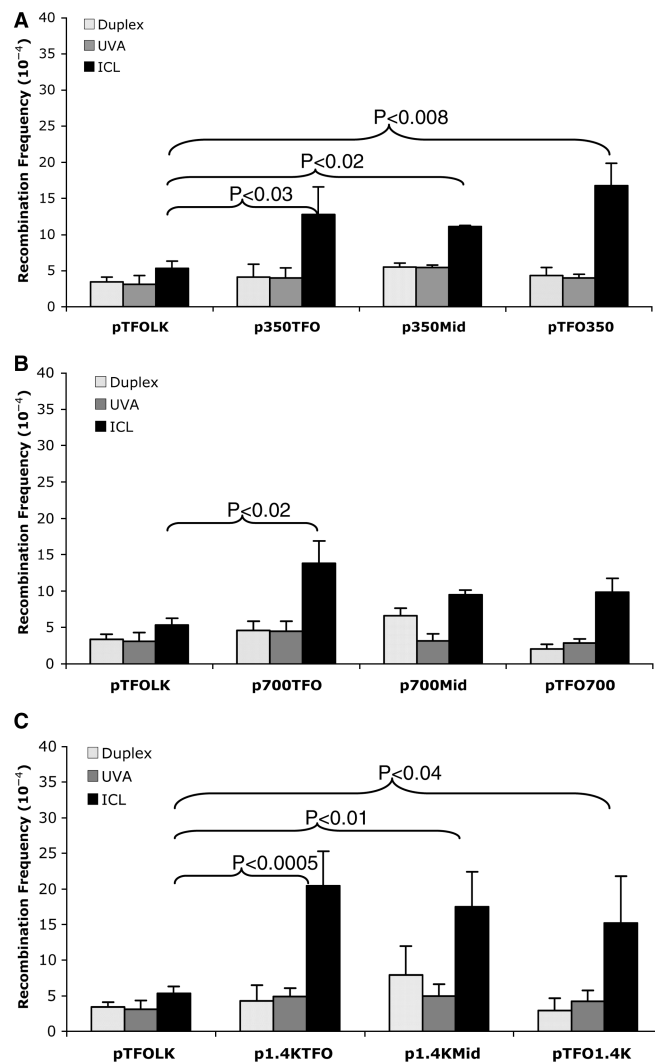 A
Recombination Frequency (10⁻⁴)
40
35
30
25
20
15
10
5
0
Duplex
UVA
ICL
P<0.008
P<0.02
P<0.03
pTFOLK p350TFO p350Mid pTFO350
B
Recombination Frequency (10⁻⁴)
40
35
30
25
20
15
10
5
0
Duplex
UVA
ICL
P<0.02
pTFOLK p700TFO p700Mid pTFO700
C
Recombination Frequency (10⁻⁴)
40
35
30
25
20
15
10
5
0
Duplex
UVA
ICL
P<0.04
P<0.01
P<0.0005
pTFOLK p1.4KTFO p1.4KMid pTFO1.4K